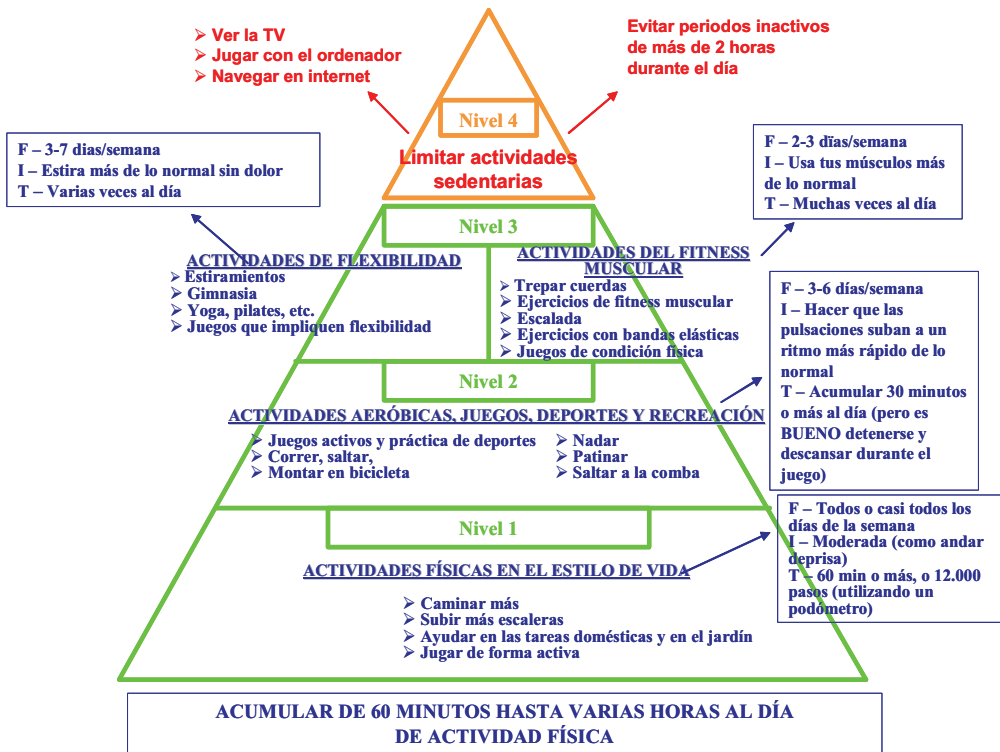 ➢ Ver la TV
➢ Jugar con el ordenador
➢ Navegar en internet
Evitar periodos inactivos
de más de 2 horas
durante el día
Nivel 4
Limitar actividades
sedentarias
F – 3-7 dias/semana
I – Estira más de lo normal sin dolor
T – Varias veces al día
F – 2-3 dïas/semana
I – Usa tus músculos más
de lo normal
T – Muchas veces al día
Nivel 3
ACTIVIDADES DE FLEXIBILIDAD
➢ Estiramientos
➢ Gimnasia
➢ Yoga, pilates, etc.
➢ Juegos que impliquen flexibilidad
ACTIVIDADES DEL FITNESS
MUSCULAR
➢ Trepar cuerdas
➢ Ejercicios de fitness muscular
➢ Escalada
➢ Ejercicios con bandas elásticas
➢ Juegos de condición física
F – 3-6 días/semana
I – Hacer que las
pulsaciones suban a un
ritmo más rápido de lo
normal
T – Acumular 30 minutos
o más al día (pero es
BUENO detenerse y
descansar durante el
juego)
Nivel 2
ACTIVIDADES AERÓBICAS, JUEGOS, DEPORTES Y RECREACIÓN
➢ Juegos activos y práctica de deportes
➢ Correr, saltar,
➢ Montar en bicicleta
➢ Nadar
➢ Patinar
➢ Saltar a la comba
Nivel 1
F – Todos o casi todos los
días de la semana
I – Moderada (como andar
deprisa)
T – 60 min o más, o 12.000
pasos (utilizando un
podómetro)
ACTIVIDADES FÍSICAS EN EL ESTILO DE VIDA
➢ Caminar más
➢ Subir más escaleras
➢ Ayudar en las tareas domésticas y en el jardín
➢ Jugar de forma activa
ACUMULAR DE 60 MINUTOS HASTA VARIAS HORAS AL DÍA
DE ACTIVIDAD FÍSICA